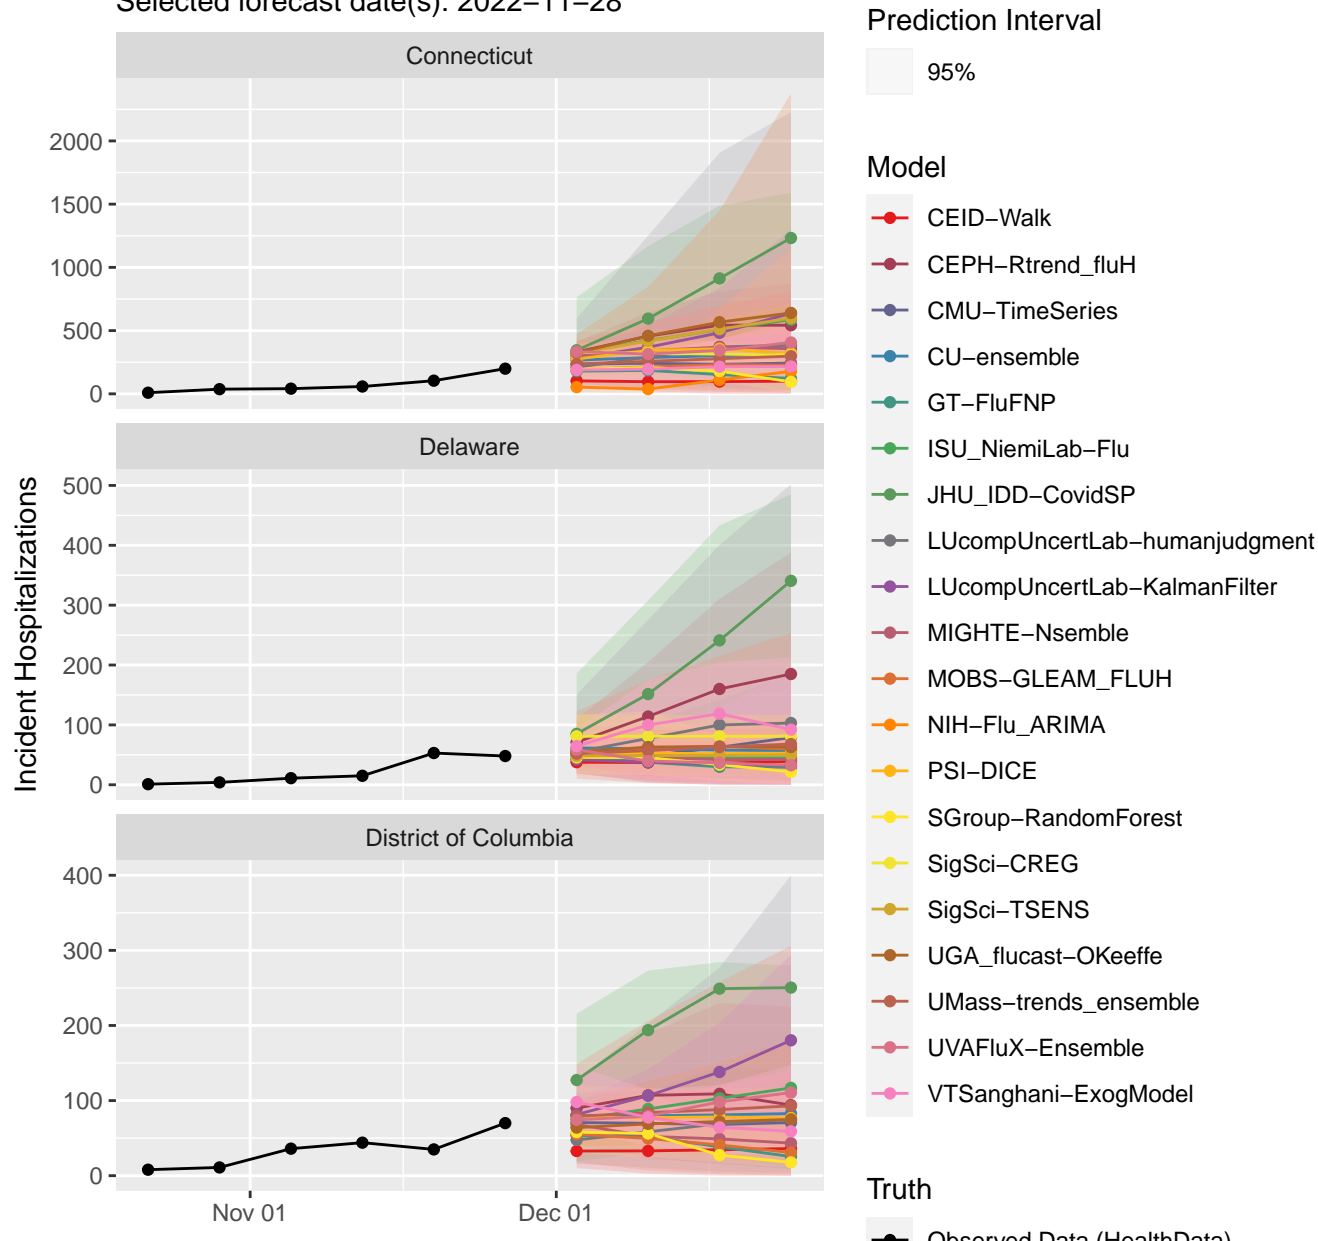 Selected forecast date(s): 2022−11−28
Connecticut
2000
1500
1000
500
0
Delaware
500
400
300
200
100
0
District of Columbia
400
300
200
100
0
Nov 01
Dec 01
Incident Hospitalizations
Prediction Interval
95%
Model
CEID−Walk
CEPH−Rtrend_fluH
CMU−TimeSeries
CU−ensemble
GT−FluFNP
ISU_NiemiLab−Flu
JHU_IDD−CovidSP
LUcompUncertLab−humanjudgment
LUcompUncertLab−KalmanFilter
MIGHTE−Nsemble
MOBS−GLEAM_FLUH
NIH−Flu_ARIMA
PSI−DICE
SGroup−RandomForest
SigSci−CREG
SigSci−TSENS
UGA_flucast−OKeeffe
UMass−trends_ensemble
UVAFluX−Ensemble
VTSanghani−ExogModel
Truth
Observed Data (HealthData)